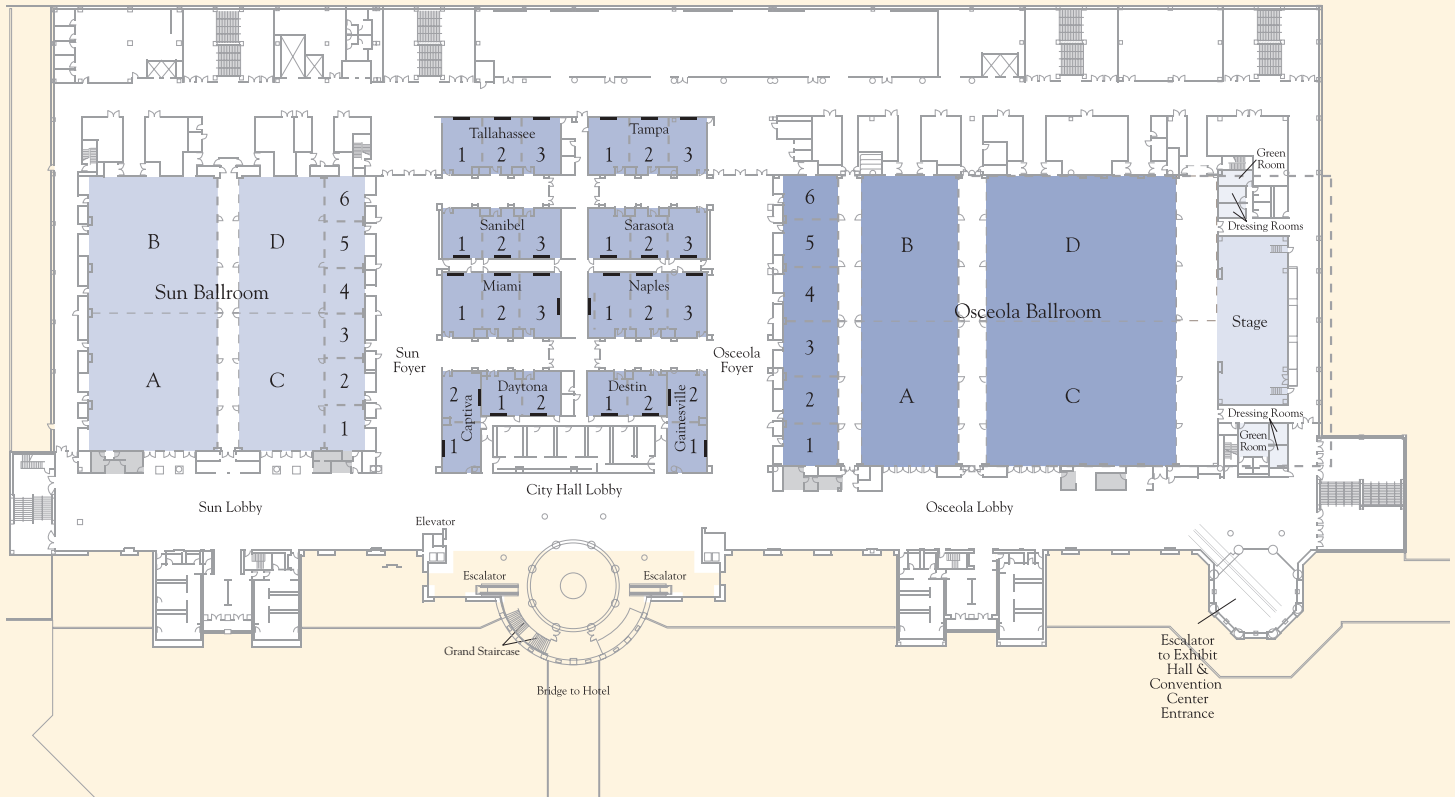 Tallahassee
1 2 3
Tampa
1 2 3
Sanibel
1 2 3
Sarasota
1 2 3
Miami
1 2 3
Naples
1 2 3
Daytona
1 2
Destin
1 2
Captiva
2
1
Gainesville
2
1
B
D
Sun Ballroom
A
C
6
5
4
3
2
1
Sun
Foyer
Osceola
Foyer
6
5
4
3
2
1
B
D
Osceola Ballroom
A
C
Green
Room
Dressing Rooms
Stage
Dressing Rooms
Green
Room
Sun Lobby
City Hall Lobby
Osceola Lobby
Elevator
Escalator
Escalator
Grand Staircase
Bridge to Hotel
Escalator
to Exhibit
Hall &
Convention
Center
Entrance